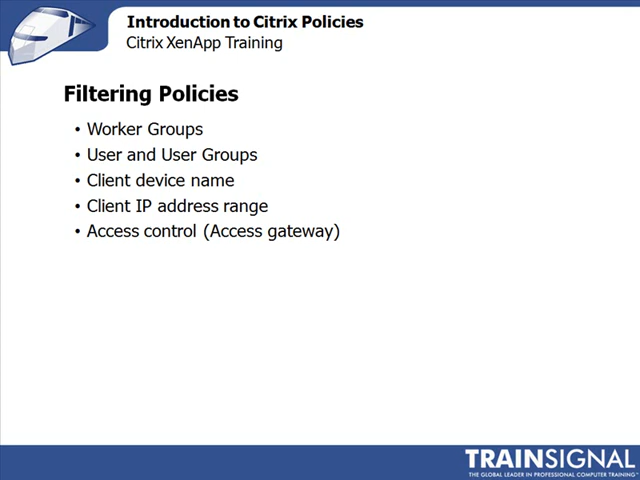 Introduction to Citrix Policies
Citrix XenApp Training
Filtering Policies
• Worker Groups
• User and User Groups
• Client device name
• Client IP address range
• Access control (Access gateway)
TRAINSIGNAL
THE GLOBAL LEADER IN PROFESSIONAL COMPUTER TRAINING